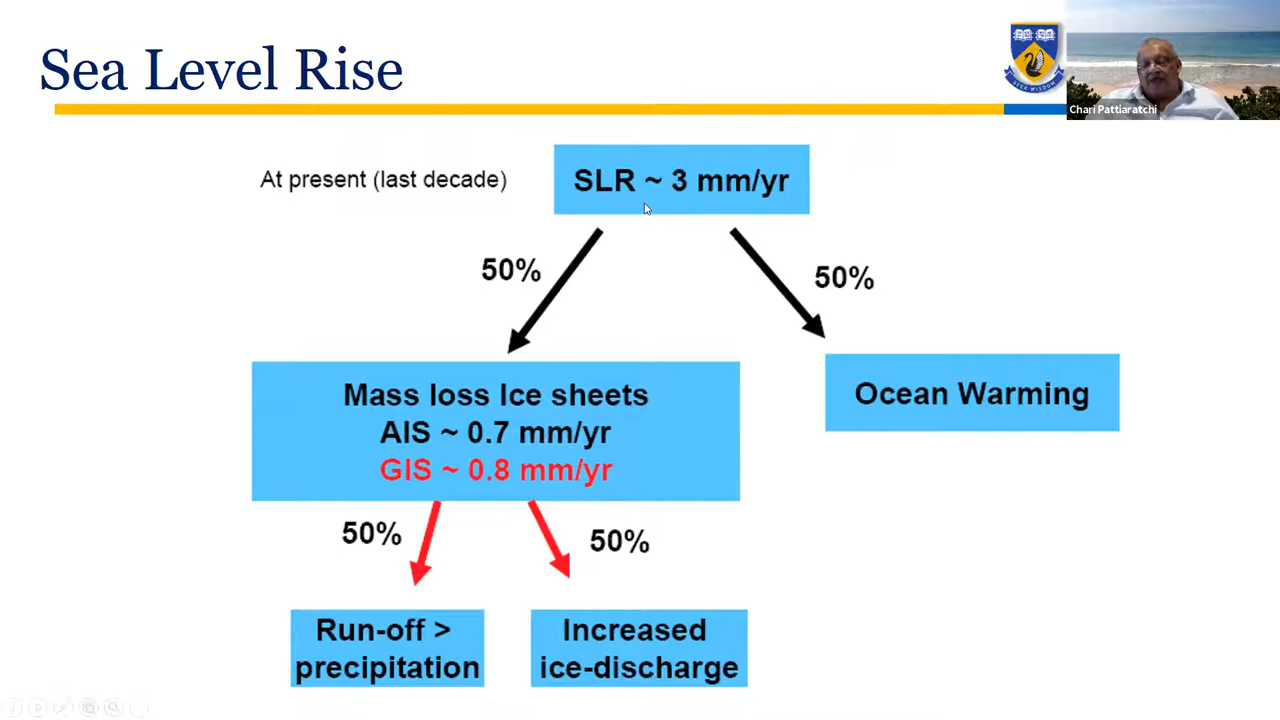 Sea Level Rise
SEEK WISDOM
Chari Pattiaratchi
At present (last decade)
SLR ~ 3 mm/yr
50%
50%
Mass loss Ice sheets
AIS ~ 0.7 mm/yr
GIS ~ 0.8 mm/yr
Ocean Warming
50%
50%
Run-off >
precipitation
Increased
ice-discharge